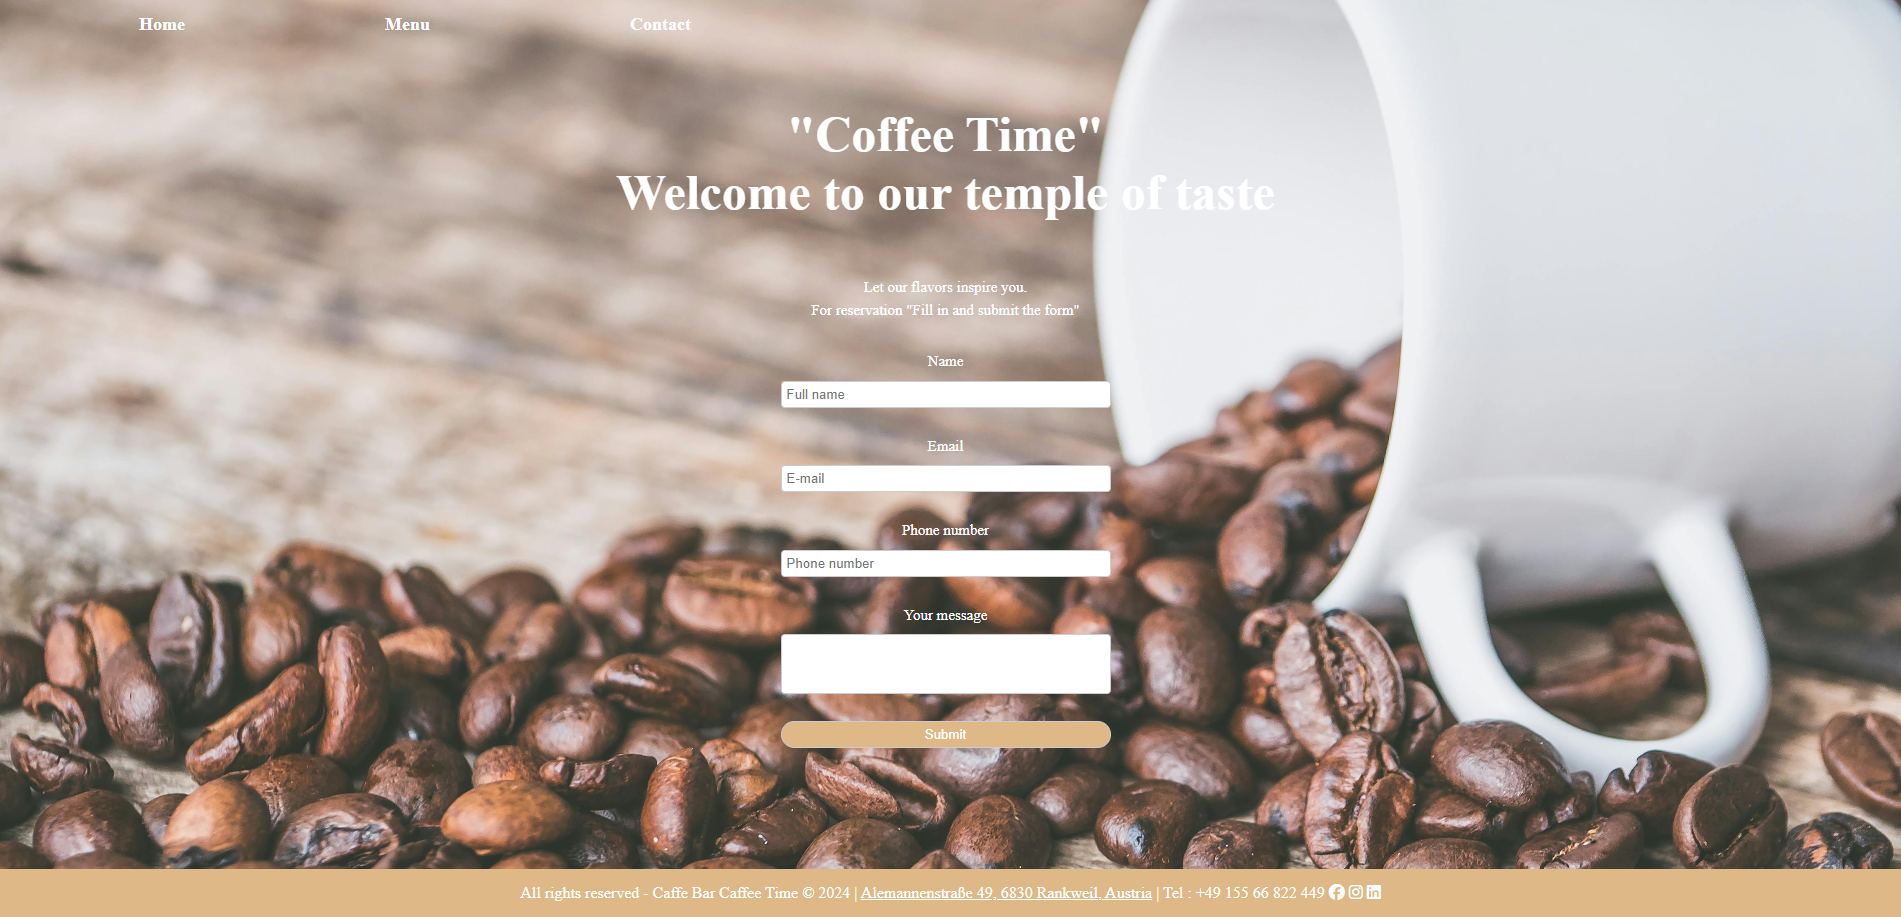 Home Menu Contact
"Coffee Time"
Welcome to our temple of taste
Let our flavors inspire you.
For reservation "Fill in and submit the form"
Name
Full name
Email
E-mail
Phone number
Phone number
Your message
Submit
All rights reserved - Caffe Bar Caffee Time © 2024 | Alemannenstraße 49, 6830 Rankweil, Austria | Tel : +49 155 66 822 449